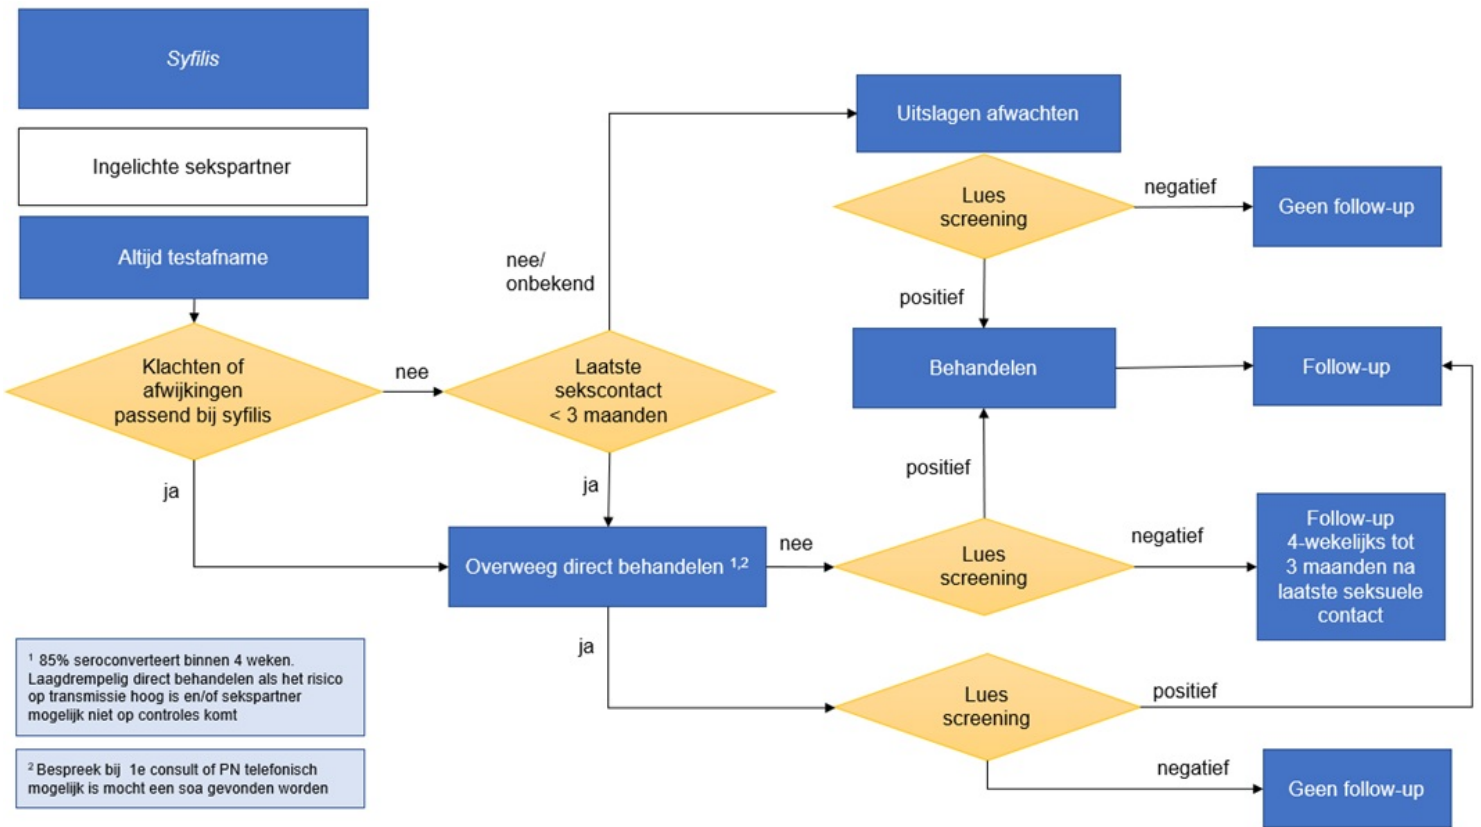 Syfilis
Ingelichte sekspartner
Altijd testafname
Klachten of
afwijkingen
passend bij syfilis
nee
ja
Laatste
sekscontact
< 3 maanden
nee/
onbekend
ja
Uitslagen afwachten
Lues
screening
negatief
Geen follow-up
positief
Behandelen
Follow-up
Overweeg direct behandelen 1,2
nee
Lues
screening
positief
negatief
Follow-up
4-wekelijks tot
3 maanden na
laatste seksuele
contact
ja
Lues
screening
positief
negatief
Geen follow-up
1 85% seroconverteert binnen 4 weken.
Laagdrempelig direct behandelen als het risico
op transmissie hoog is en/of sekspartner
mogelijk niet op controles komt
2 Bespreek bij 1e consult of PN telefonisch
mogelijk is mocht een soa gevonden worden